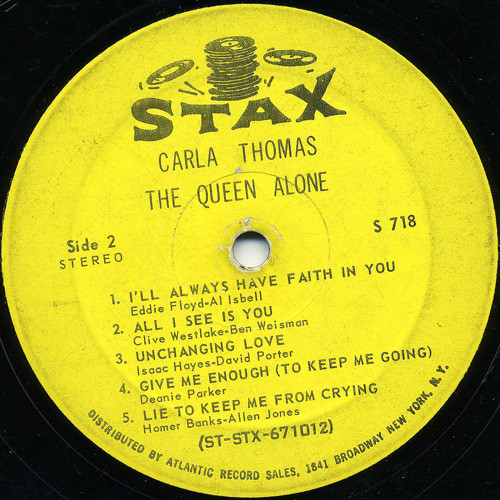 STAX
CARLA THOMAS
THE QUEEN ALONE
Side 2
STEREO
S 718
1. I'LL ALWAYS HAVE FAITH IN YOU
Eddie Floyd-Al Isbell
2. ALL I SEE IS YOU
Clive Westlake-Ben Weisman
3. UNCHANGING LOVE
Isaac Hayes-David Porter
4. GIVE ME ENOUGH (TO KEEP ME GOING)
Deanie Parker
5. LIE TO KEEP ME FROM CRYING
Homer Banks-Allen Jones
(ST-STX-671012)
DISTRIBUTED BY ATLANTIC RECORD SALES, 1841 BROADWAY NEW YORK, N.Y.